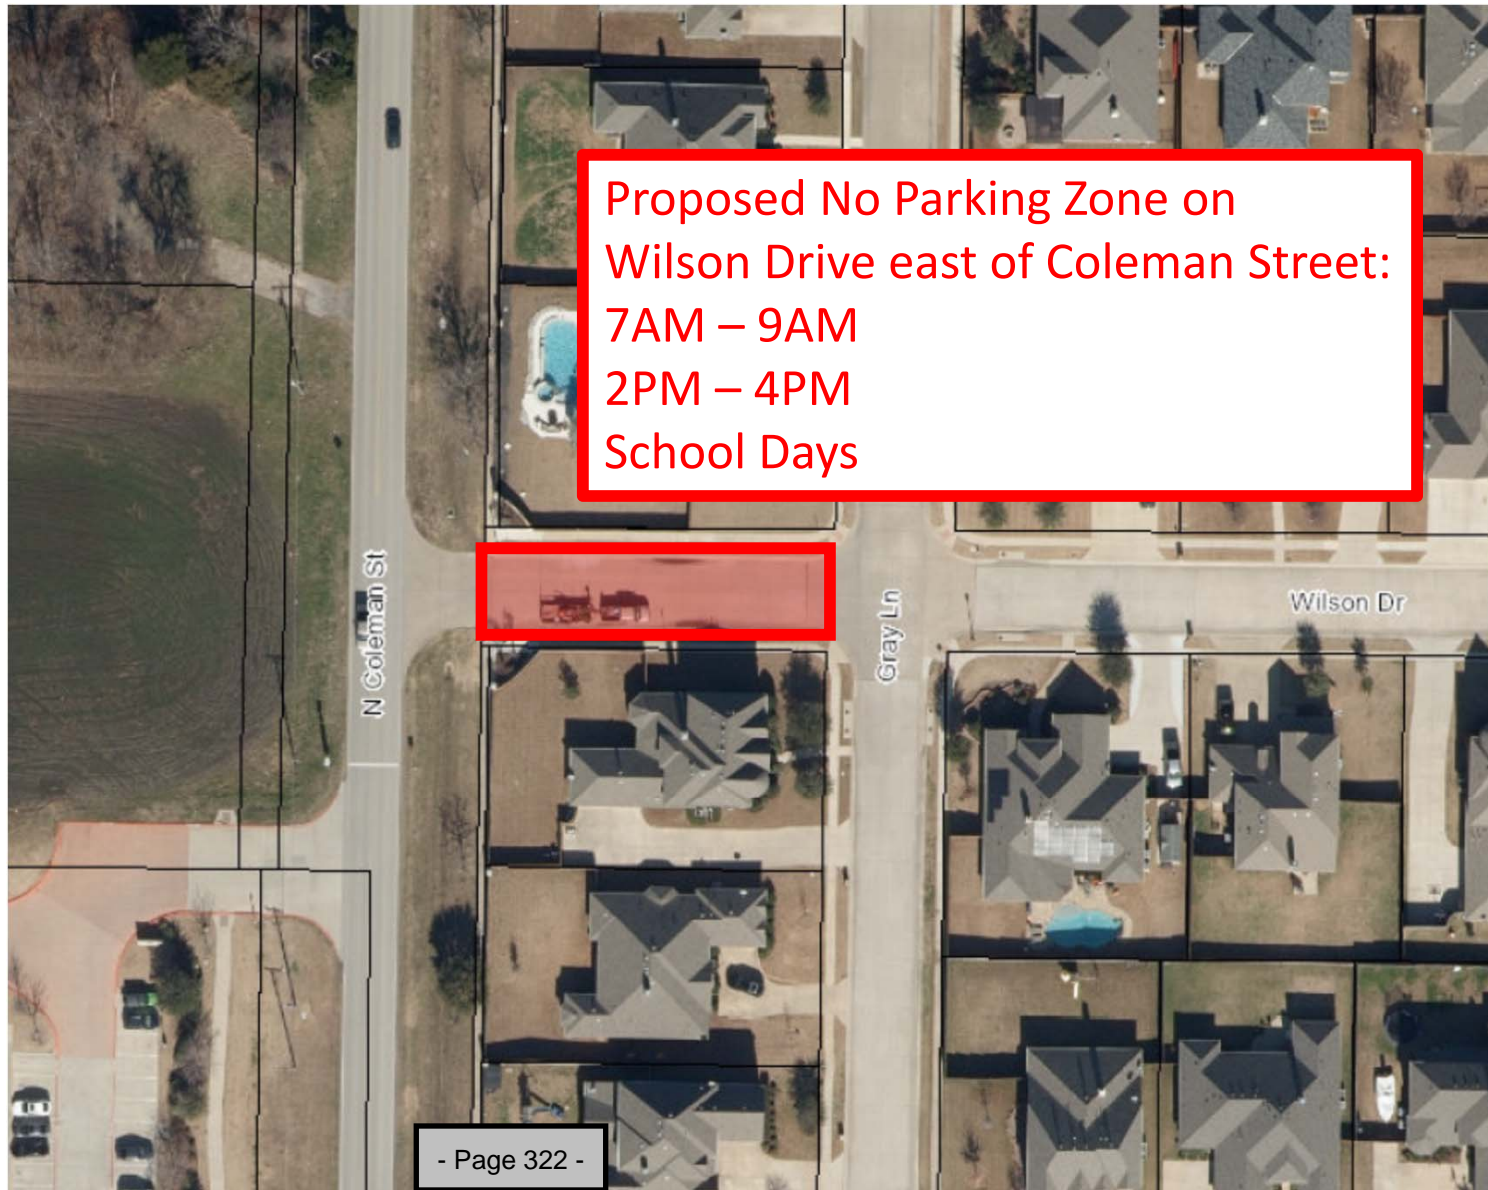 Proposed No Parking Zone on
Wilson Drive east of Coleman Street:
7AM – 9AM
2PM – 4PM
School Days
N Coleman St
Gray Ln
Wilson Dr
- Page 322 -